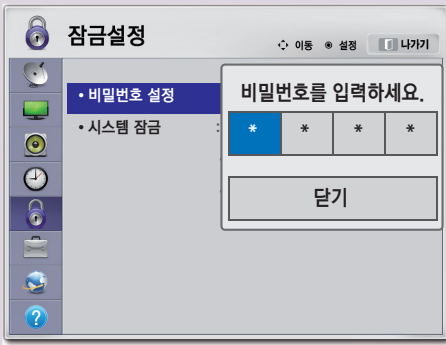 잠금설정
이동 설정 나가기
• 비밀번호 설정
• 시스템 잠금 :
비밀번호를 입력하세요.
* * * *
닫기
?